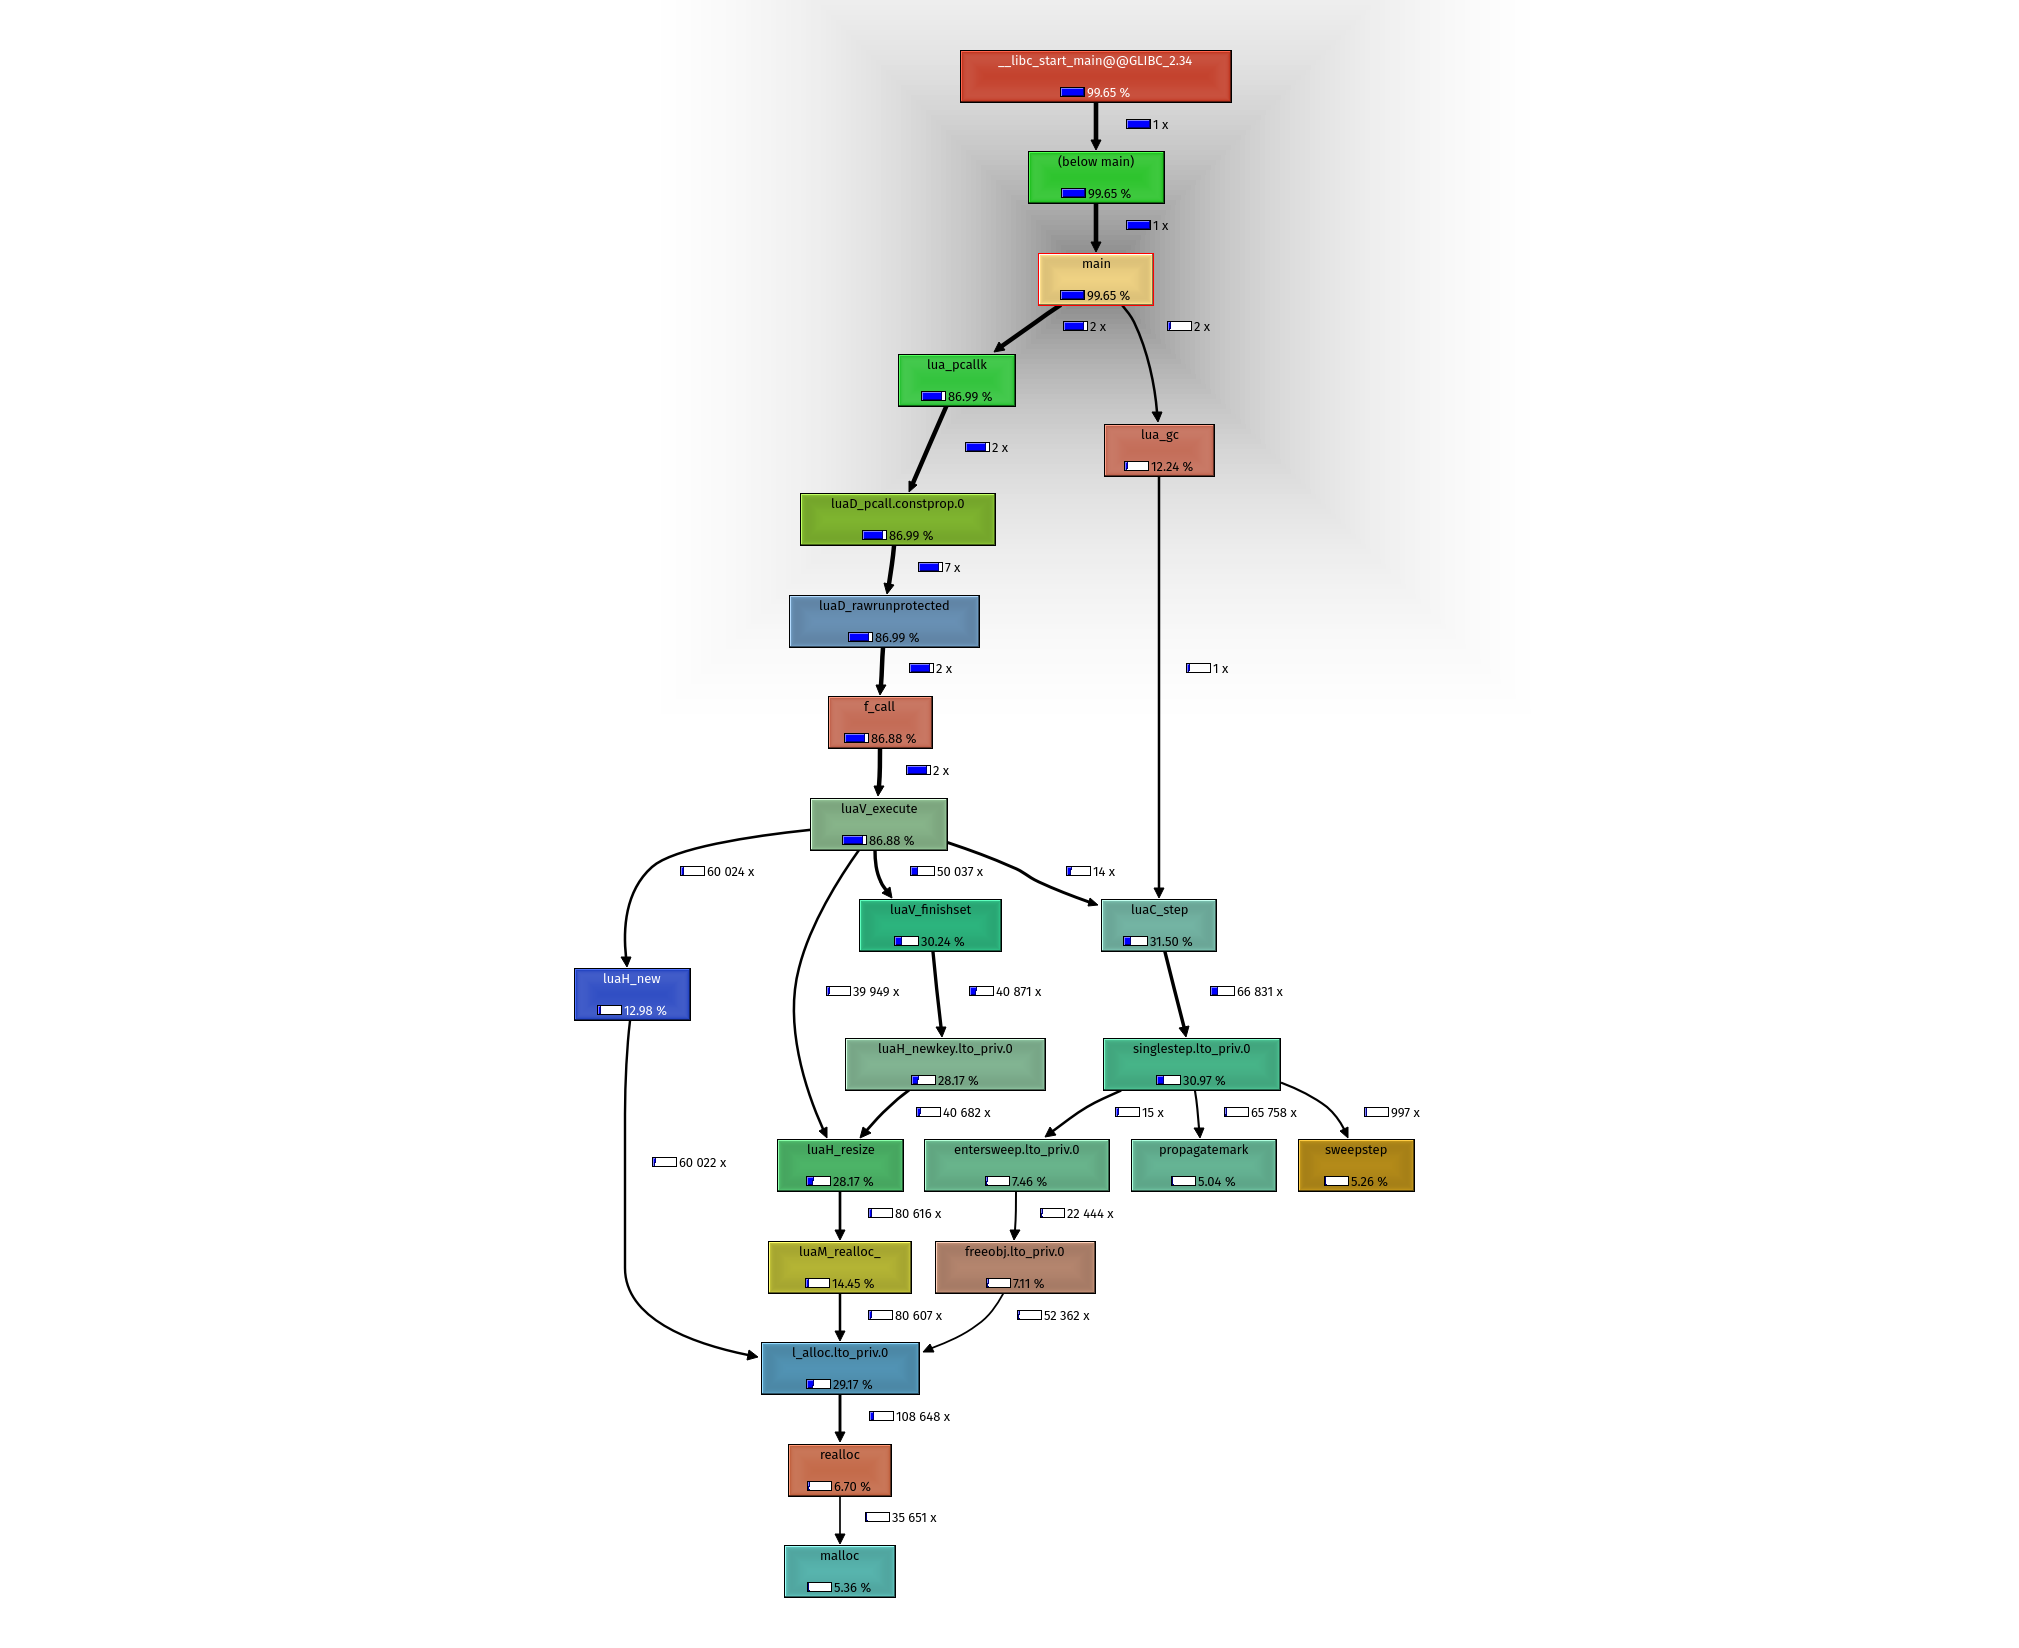 __libc_start_main@@GLIBC_2.34
99.65 %
1 x
(below main)
99.65 %
1 x
main
99.65 %
2 x
2 x
lua_pcallk
86.99 %
lua_gc
12.24 %
2 x
luaD_pcall.constprop.0
86.99 %
7 x
luaD_rawrunprotected
86.99 %
2 x
1 x
f_call
86.88 %
2 x
luaV_execute
86.88 %
60 024 x
50 037 x
14 x
luaV_finishset
30.24 %
luaC_step
31.50 %
luaH_new
12.98 %
39 949 x
40 871 x
66 831 x
luaH_newkey.lto_priv.0
28.17 %
singlestep.lto_priv.0
30.97 %
40 682 x
15 x
65 758 x
997 x
60 022 x
luaH_resize
28.17 %
entersweep.lto_priv.0
7.46 %
propagatemark
5.04 %
sweepstep
5.26 %
80 616 x
22 444 x
luaM_realloc_
14.45 %
freeobj.lto_priv.0
7.11 %
80 607 x
52 362 x
l_alloc.lto_priv.0
29.17 %
108 648 x
realloc
6.70 %
35 651 x
malloc
5.36 %